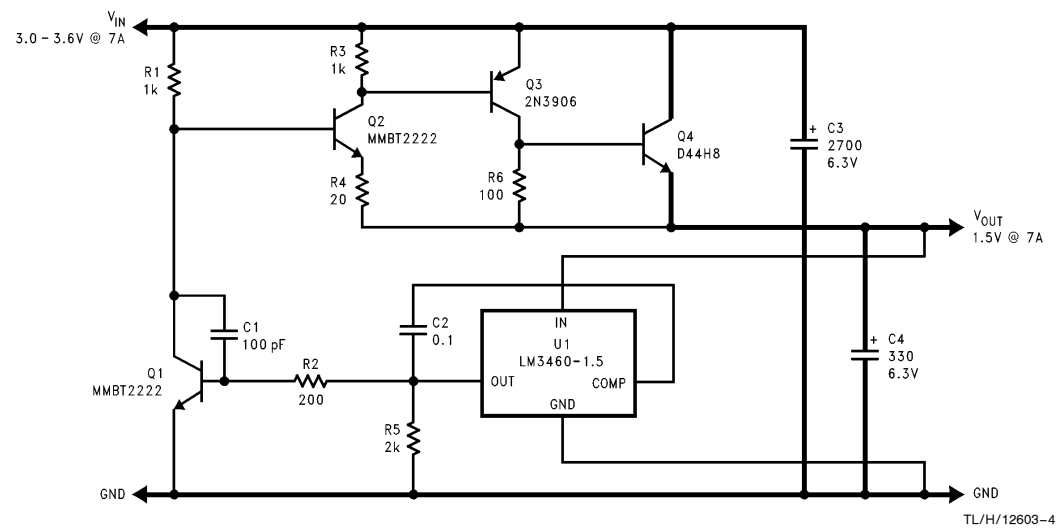 V_IN
3.0 – 3.6V @ 7A
R1
1k
R3
1k
Q2
MMBT2222
R4
20
Q3
2N3906
R6
100
Q4
D44H8
C3
+
2700
6.3V
V_OUT
1.5V @ 7A
C1
100 pF
C2
0.1
IN
U1
LM3460-1.5
OUT
COMP
GND
C4
+
330
6.3V
Q1
MMBT2222
R2
200
R5
2k
GND
GND
TL/H/12603–4